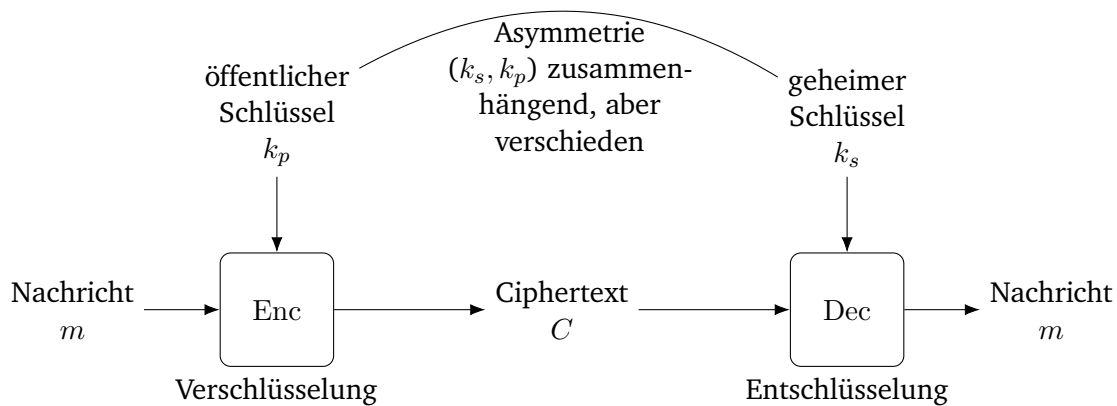 Asymmetrie
(k_s, k_p) zusammen-
hängend, aber
verschieden
öffentlicher
Schlüssel
k_p
geheimer
Schlüssel
k_s
Nachricht
m
Enc
Verschlüsselung
Ciphertext
C
Dec
Entschlüsselung
Nachricht
m